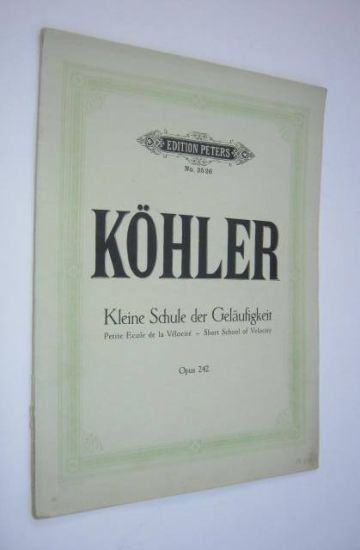 EDITION PETERS
No. 3526
KÖHLER
Kleine Schule der Geläufigkeit
Petite Ecole de la Vélocité – Short School of Velocity
Opus 242